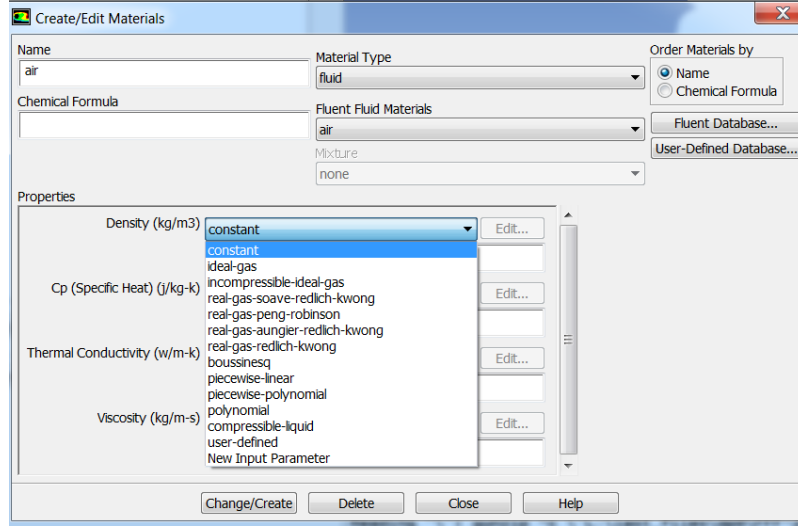 Create/Edit Materials
Name
air
Chemical Formula
Material Type
fluid
Fluent Fluid Materials
air
Mixture
none
Order Materials by
Name
Chemical Formula
Fluent Database...
User-Defined Database...
Properties
Density (kg/m3)
constant
Edit...
constant
ideal-gas
incompressible-ideal-gas
real-gas-soave-redlich-kwong
real-gas-peng-robinson
real-gas-aungier-redlich-kwong
real-gas-redlich-kwong
boussinesq
piecewise-linear
piecewise-polynomial
polynomial
compressible-liquid
user-defined
New Input Parameter
Cp (Specific Heat) (j/kg-k)
Edit...
Thermal Conductivity (w/m-k)
Edit...
Viscosity (kg/m-s)
Edit...
Change/Create
Delete
Close
Help